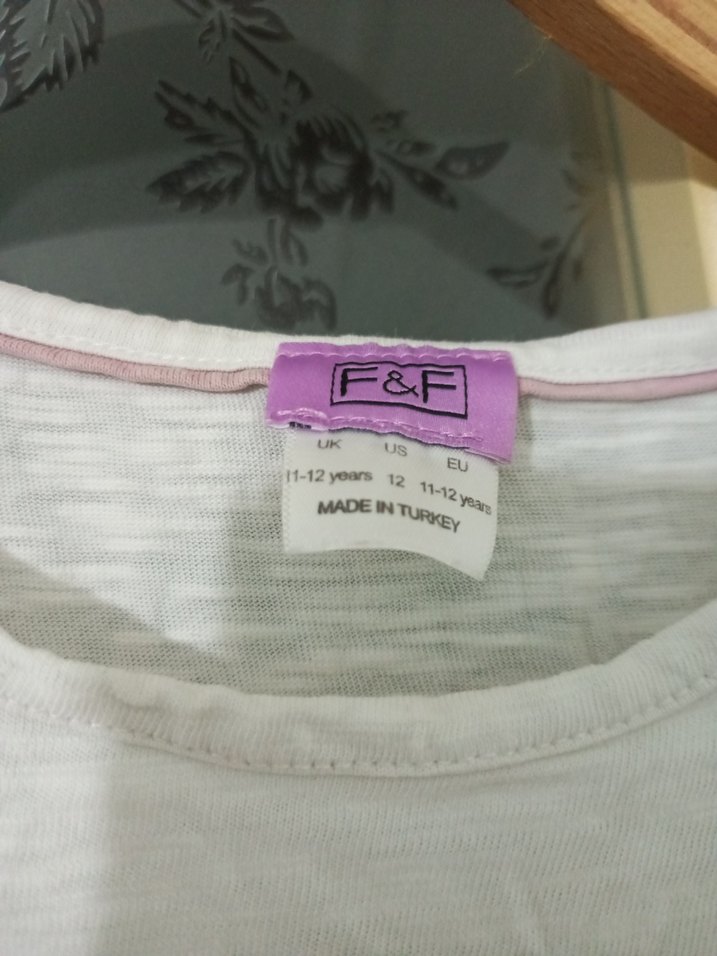 F&F
UK US EU
11-12 years 12 11-12 years
MADE IN TURKEY